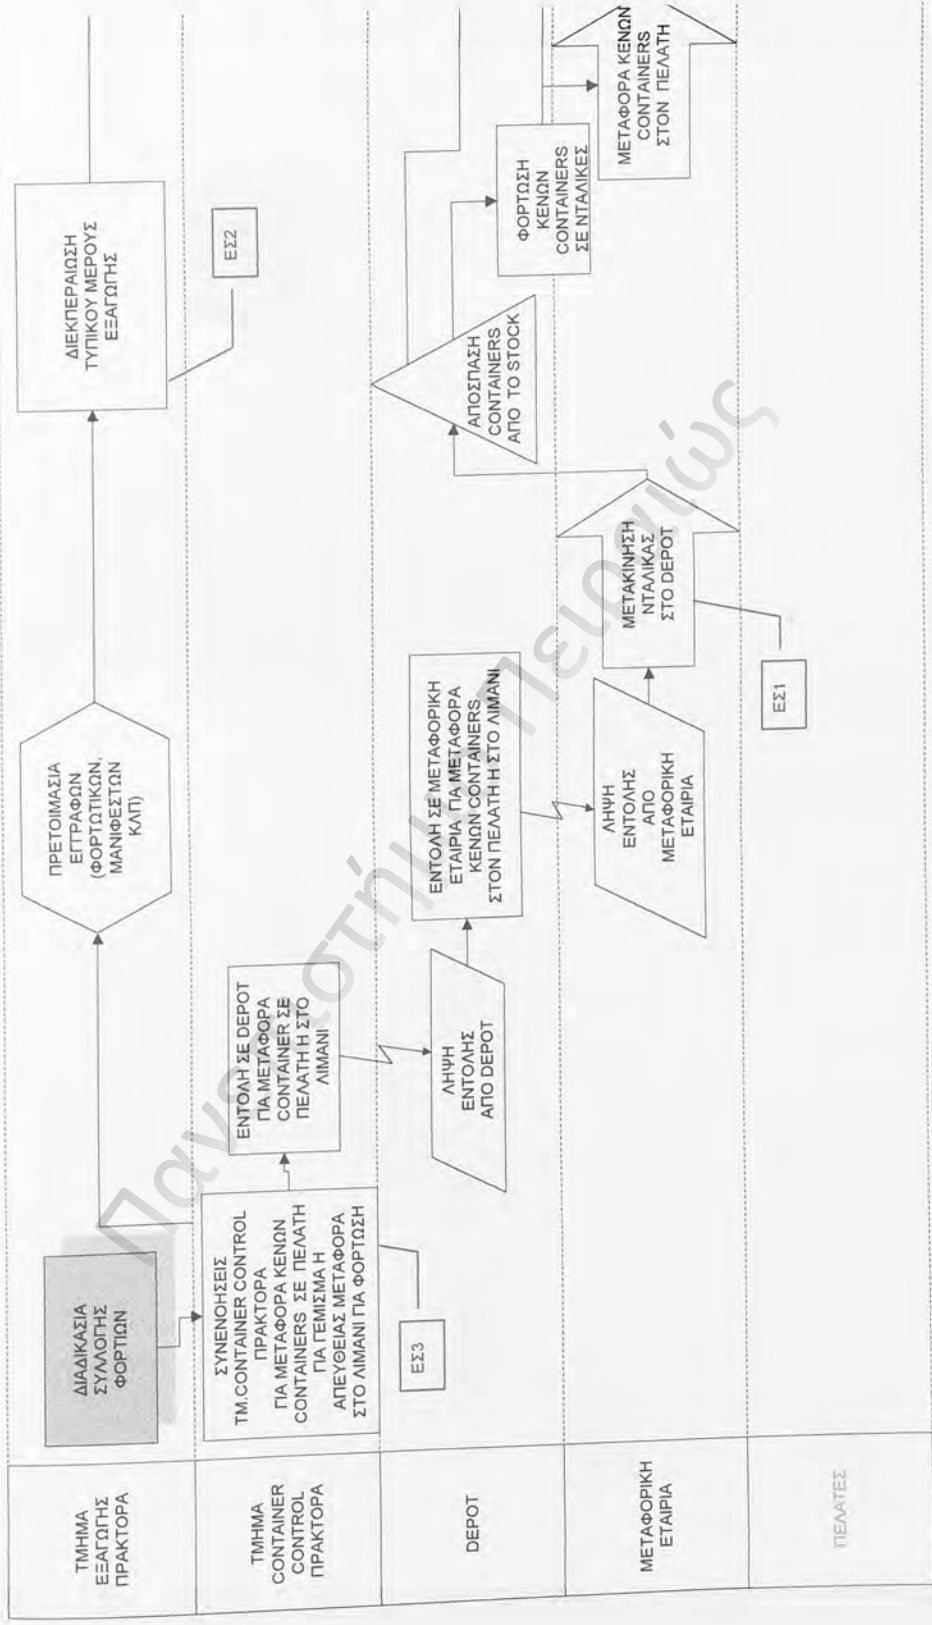 ΤΜΗΜΑ
ΕΞΑΓΩΓΗΣ
ΠΡΑΚΤΟΡΑ
ΔΙΑΔΙΚΑΣΙΑ
ΣΥΛΛΟΓΗΣ
ΦΟΡΤΙΩΝ
ΠΡΕΤΟΙΜΑΣΙΑ
ΕΓΓΡΑΦΩΝ
(ΦΟΡΤΩΤΙΚΩΝ,
ΜΑΝΙΦΕΣΤΩΝ
ΚΛΠ)
ΔΙΕΚΠΕΡΑΙΩΣΗ
ΤΥΠΙΚΟΥ ΜΕΡΟΥΣ
ΕΞΑΓΩΓΗΣ
ΕΣ2
ΤΜΗΜΑ
CONTAINER
CONTROL
ΠΡΑΚΤΟΡΑ
ΣΥΝΕΝΟΗΣΕΙΣ
ΤΜ.CONTAINER CONTROL
ΠΡΑΚΤΟΡΑ
ΓΙΑ ΜΕΤΑΦΟΡΑ ΚΕΝΩΝ
CONTAINERS ΣΕ ΠΕΛΑΤΗ
ΓΙΑ ΓΕΜΙΣΜΑ Η
ΑΠΕΥΘΕΙΑΣ ΜΕΤΑΦΟΡΑ
ΣΤΟ ΛΙΜΑΝΙ ΓΙΑ ΦΟΡΤΩΣΗ
ΕΝΤΟΛΗ ΣΕ DEPOT
ΓΙΑ ΜΕΤΑΦΟΡΑ
CONTAINER ΣΕ
ΠΕΛΑΤΗ Η ΣΤΟ
ΛΙΜΑΝΙ
ΕΣ3
DEPOT
ΛΗΨΗ
ΕΝΤΟΛΗΣ
ΑΠΟ DEPOT
ΕΝΤΟΛΗ ΣΕ ΜΕΤΑΦΟΡΙΚΗ
ΕΤΑΙΡΙΑ ΓΙΑ ΜΕΤΑΦΟΡΑ
ΚΕΝΩΝ CONTAINERS
ΣΤΟΝ ΠΕΛΑΤΗ Η ΣΤΟ ΛΙΜΑΝΙ
ΑΠΟΣΠΑΣΗ
CONTAINERS
ΑΠΟ ΤΟ STOCK
ΦΟΡΤΩΣΗ
ΚΕΝΩΝ
CONTAINERS
ΣΕ ΝΤΑΛΙΚΕΣ
ΜΕΤΑΦΟΡΙΚΗ
ΕΤΑΙΡΙΑ
ΛΗΨΗ
ΕΝΤΟΛΗΣ
ΑΠΟ
ΜΕΤΑΦΟΡΙΚΗ
ΕΤΑΙΡΙΑ
ΜΕΤΑΚΙΝΗΣΗ
ΝΤΑΛΙΚΑΣ
ΣΤΟ DEPOT
ΜΕΤΑΦΟΡΑ ΚΕΝΩΝ
CONTAINERS
ΣΤΟΝ ΠΕΛΑΤΗ
ΕΣ1
ΠΕΛΑΤΕΣ
Πανεπιστήμιο Πειραιώς